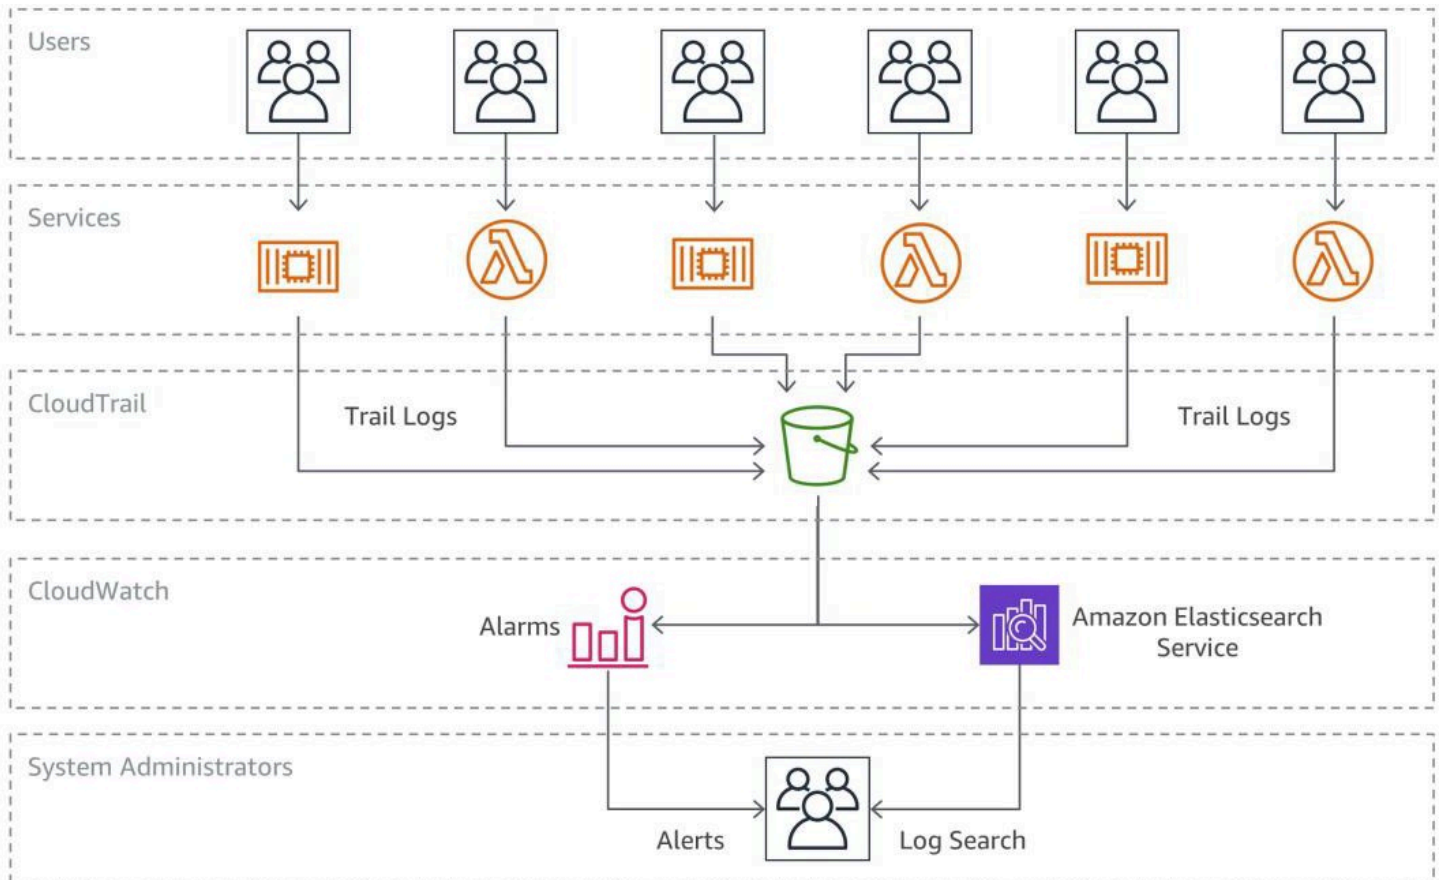 Users
Services
CloudTrail
Trail Logs
Trail Logs
CloudWatch
Alarms
Amazon Elasticsearch
Service
System Administrators
Alerts
Log Search